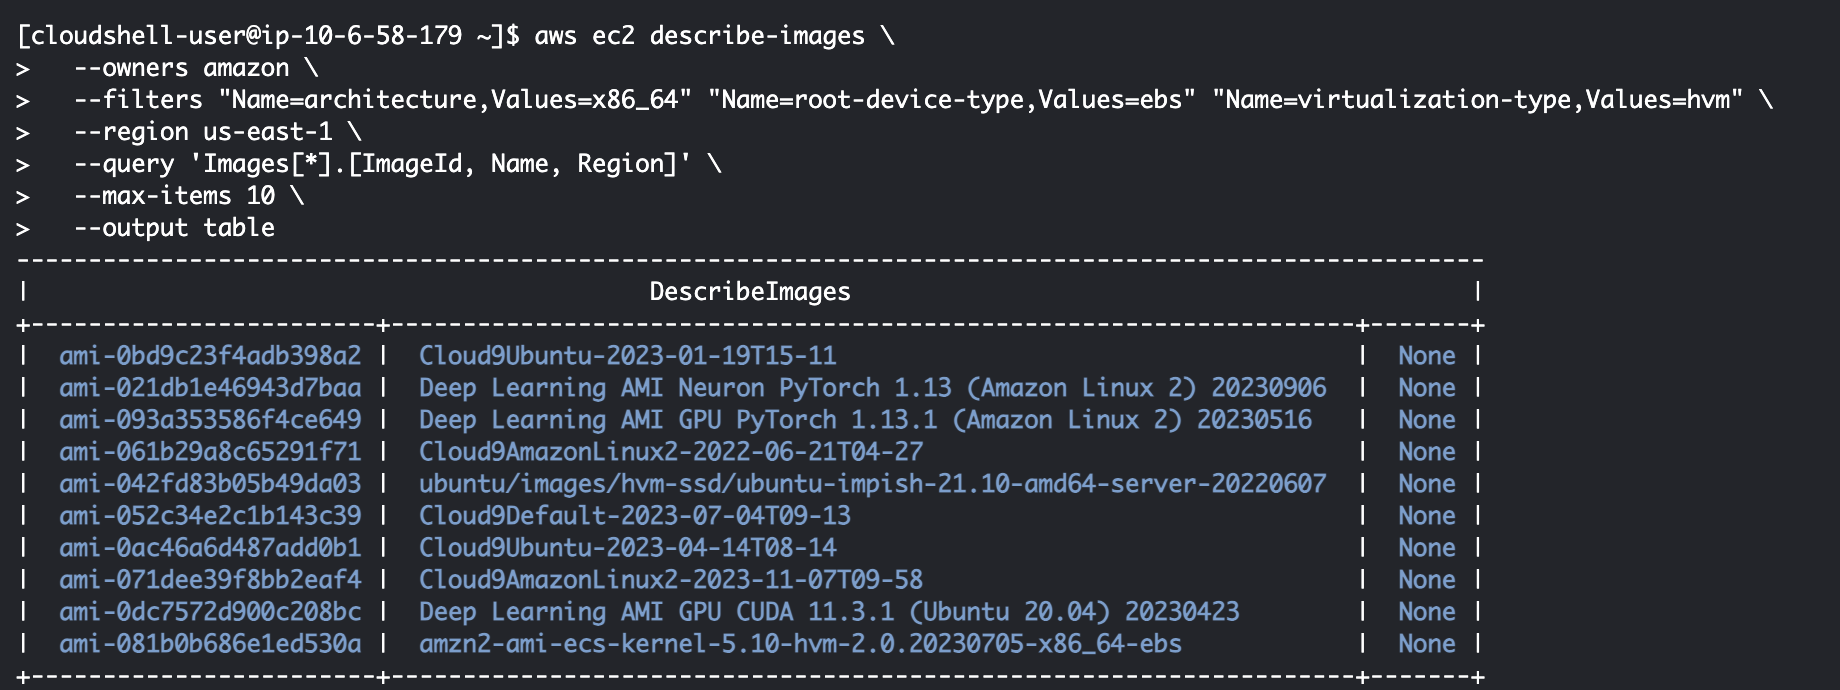 [cloudshell-user@ip-10-6-58-179 ~]$ aws ec2 describe-images \
>   --owners amazon \
>   --filters "Name=architecture,Values=x86_64" "Name=root-device-type,Values=ebs" "Name=virtualization-type,Values=hvm" \
>   --region us-east-1 \
>   --query 'Images[*].[ImageId, Name, Region]' \
>   --max-items 10 \
>   --output table
------------------------------------------------------------------------------------------------------
|                                           DescribeImages                                           |
+------------------------+-------------------------------------------------------------------+-------+
|  ami-0bd9c23f4adb398a2 |  Cloud9Ubuntu-2023-01-19T15-11                                    |  None |
|  ami-021db1e46943d7baa |  Deep Learning AMI Neuron PyTorch 1.13 (Amazon Linux 2) 20230906  |  None |
|  ami-093a353586f4ce649 |  Deep Learning AMI GPU PyTorch 1.13.1 (Amazon Linux 2) 20230516   |  None |
|  ami-061b29a8c65291f71 |  Cloud9AmazonLinux2-2022-06-21T04-27                              |  None |
|  ami-042fd83b05b49da03 |  ubuntu/images/hvm-ssd/ubuntu-impish-21.10-amd64-server-20220607  |  None |
|  ami-052c34e2c1b143c39 |  Cloud9Default-2023-07-04T09-13                                   |  None |
|  ami-0ac46a6d487add0b1 |  Cloud9Ubuntu-2023-04-14T08-14                                    |  None |
|  ami-071dee39f8bb2eaf4 |  Cloud9AmazonLinux2-2023-11-07T09-58                              |  None |
|  ami-0dc7572d900c208bc |  Deep Learning AMI GPU CUDA 11.3.1 (Ubuntu 20.04) 20230423        |  None |
|  ami-081b0b686e1ed530a |  amzn2-ami-ecs-kernel-5.10-hvm-2.0.20230705-x86_64-ebs            |  None |
+------------------------+-------------------------------------------------------------------+-------+